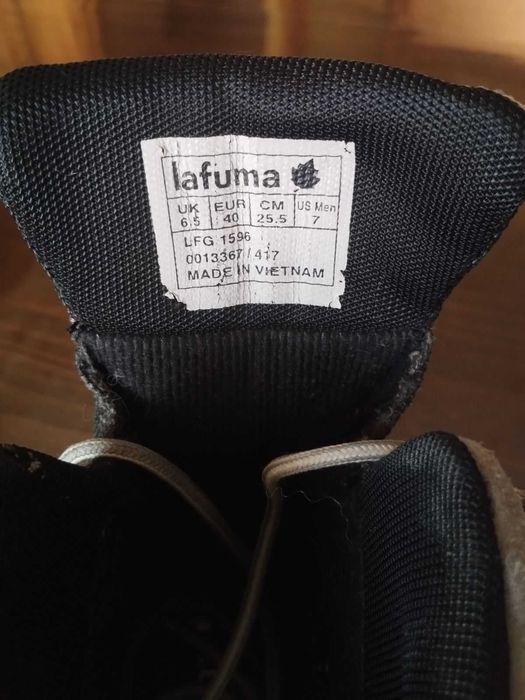 lafuma
UK EUR CM US Men
6.5 40 25.5 7
LFG 1596
0013367 / 417
MADE IN VIETNAM